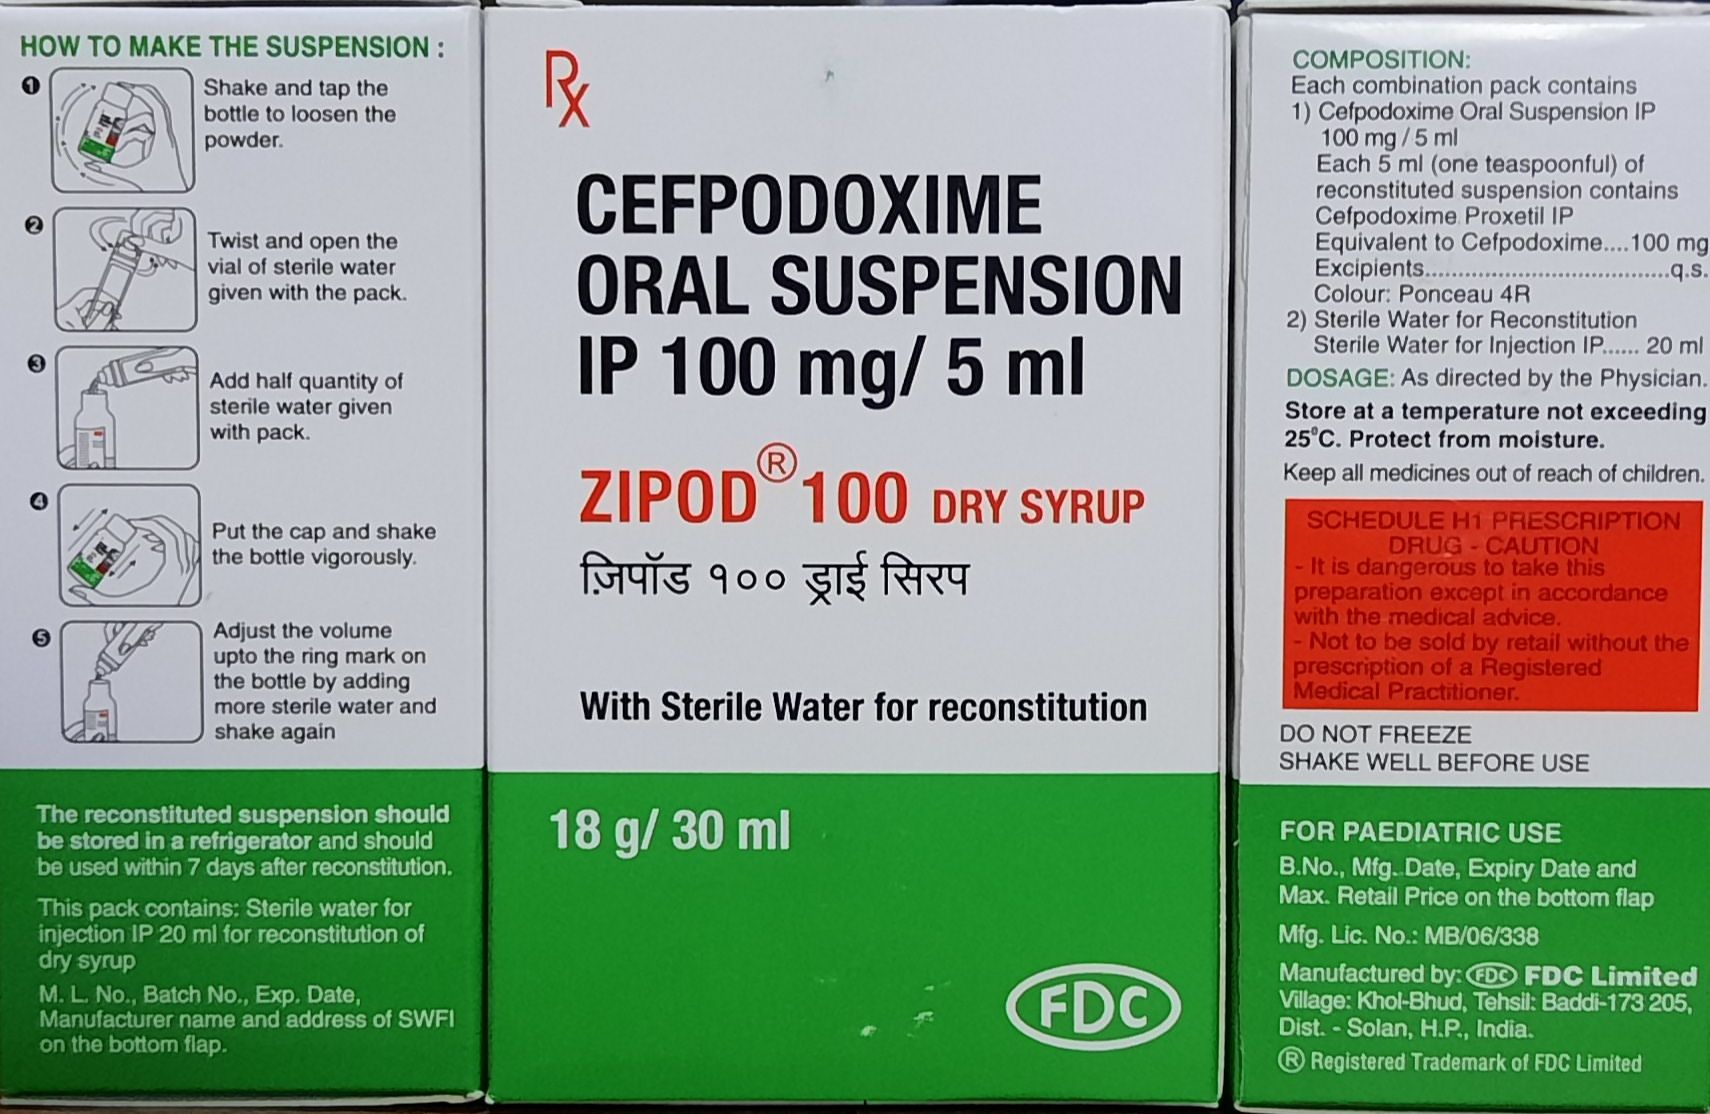 HOW TO MAKE THE SUSPENSION :
1
Shake and tap the
bottle to loosen the
powder.
2
Twist and open the
vial of sterile water
given with the pack.
3
Add half quantity of
sterile water given
with pack.
4
Put the cap and shake
the bottle vigorously.
5
Adjust the volume
upto the ring mark on
the bottle by adding
more sterile water and
shake again
The reconstituted suspension should
be stored in a refrigerator and should
be used within 7 days after reconstitution.
This pack contains: Sterile water for
injection IP 20 ml for reconstitution of
dry syrup
M. L. No., Batch No., Exp. Date,
Manufacturer name and address of SWFI
on the bottom flap.
Rx
CEFPODOXIME
ORAL SUSPENSION
IP 100 mg/ 5 ml
ZIPOD® 100 DRY SYRUP
ज़िपॉड १०० ड्राई सिरप
With Sterile Water for reconstitution
18 g/ 30 ml
FDC
COMPOSITION:
Each combination pack contains
1) Cefpodoxime Oral Suspension IP
100 mg / 5 ml
Each 5 ml (one teaspoonful) of
reconstituted suspension contains
Cefpodoxime Proxetil IP
Equivalent to Cefpodoxime....100 mg
Excipients.....................................q.s.
Colour: Ponceau 4R
2) Sterile Water for Reconstitution
Sterile Water for Injection IP...... 20 ml
DOSAGE: As directed by the Physician.
Store at a temperature not exceeding
25°C. Protect from moisture.
Keep all medicines out of reach of children.
SCHEDULE H1 PRESCRIPTION
DRUG - CAUTION
- It is dangerous to take this
preparation except in accordance
with the medical advice.
- Not to be sold by retail without the
prescription of a Registered
Medical Practitioner.
DO NOT FREEZE
SHAKE WELL BEFORE USE
FOR PAEDIATRIC USE
B.No., Mfg. Date, Expiry Date and
Max. Retail Price on the bottom flap
Mfg. Lic. No.: MB/06/338
Manufactured by: FDC FDC Limited
Village: Khol-Bhud, Tehsil: Baddi-173 205,
Dist. - Solan, H.P., India.
® Registered Trademark of FDC Limited